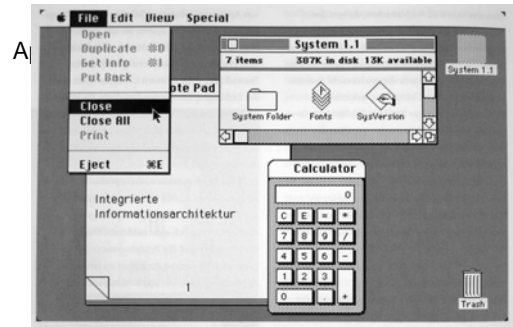 File Edit View Special
Open
Duplicate ⌘D
Get Info ⌘I
Put Back
Close
Close All
Print
Eject ⌘E
System 1.1
7 items 387K in disk 13K available
System Folder Fonts SysVersion
System 1.1
ote Pad
Integrierte
Informationsarchitektur
1
Calculator
0
C E = *
7 8 9 /
4 5 6 -
1 2 3
0 . +
Trash